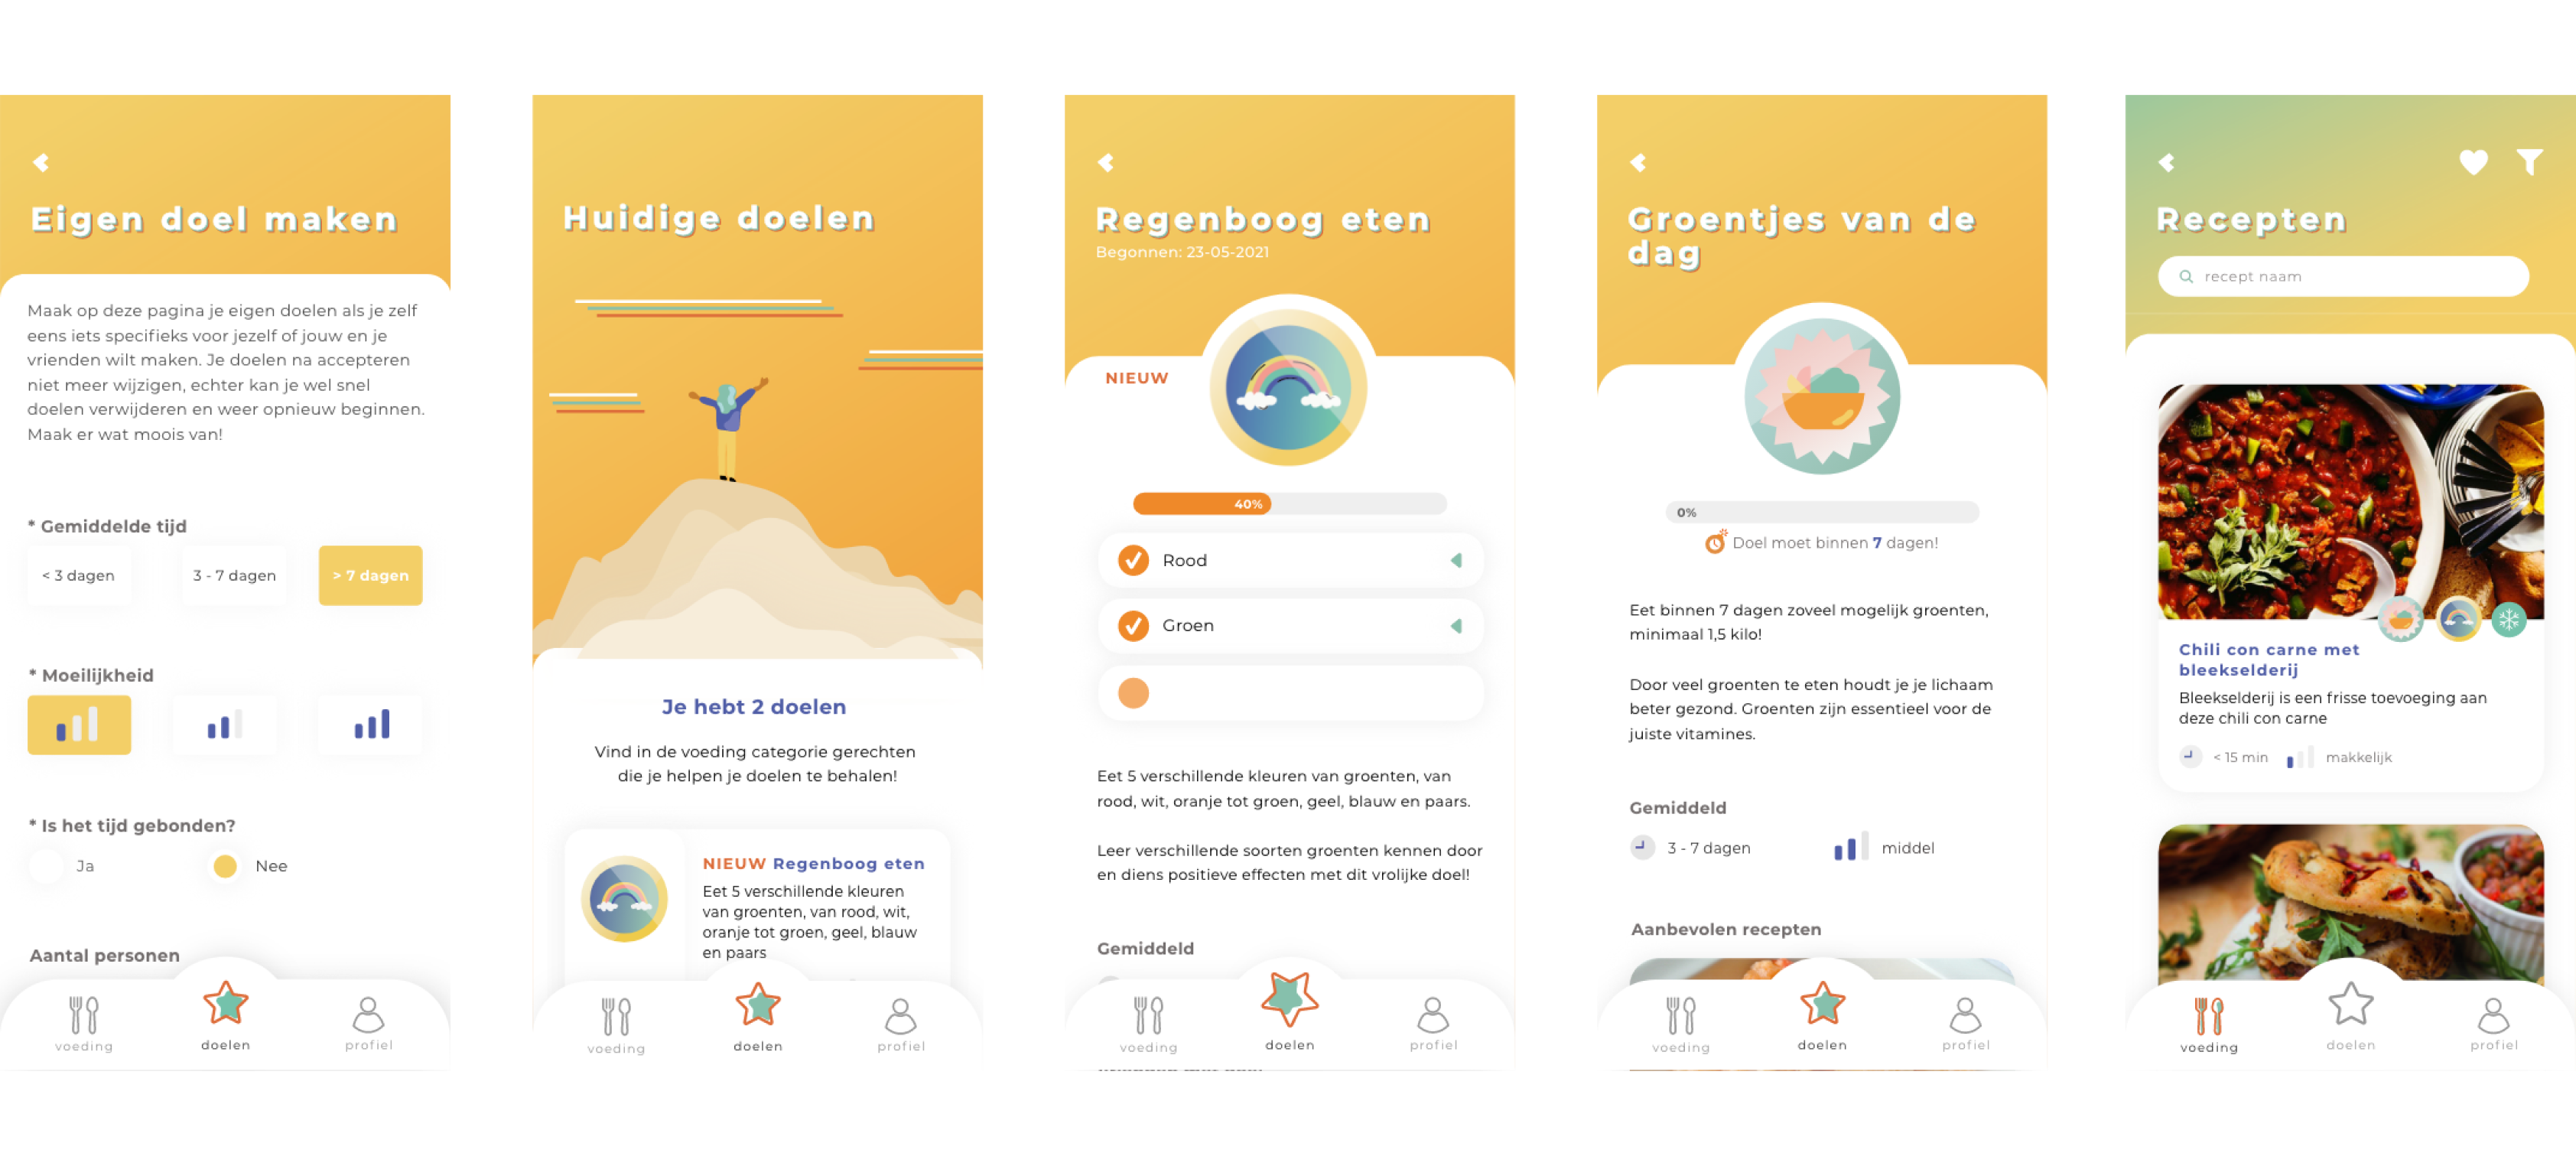 Eigen doel maken
Maak op deze pagina je eigen doelen als je zelf
eens iets specifieks voor jezelf of jouw en je
vrienden wilt maken. Je doelen na accepteren
niet meer wijzigen, echter kan je wel snel
doelen verwijderen en weer opnieuw beginnen.
Maak er wat moois van!
* Gemiddelde tijd
< 3 dagen
3 - 7 dagen
> 7 dagen
* Moeilijkheid
* Is het tijd gebonden?
Ja
Nee
Aantal personen
voeding
doelen
profiel
Huidige doelen
Je hebt 2 doelen
Vind in de voeding categorie gerechten
die je helpen je doelen te behalen!
NIEUW Regenboog eten
Eet 5 verschillende kleuren
van groenten, van rood, wit,
oranje tot groen, geel, blauw
en paars
voeding
doelen
profiel
Regenboog eten
Begonnen: 23-05-2021
NIEUW
40%
Rood
Groen
Eet 5 verschillende kleuren van groenten, van
rood, wit, oranje tot groen, geel, blauw en paars.
Leer verschillende soorten groenten kennen door
en diens positieve effecten met dit vrolijke doel!
Gemiddeld
voeding
doelen
profiel
Groentjes van de
dag
0%
Doel moet binnen 7 dagen!
Eet binnen 7 dagen zoveel mogelijk groenten,
minimaal 1,5 kilo!
Door veel groenten te eten houdt je je lichaam
beter gezond. Groenten zijn essentieel voor de
juiste vitamines.
Gemiddeld
3 - 7 dagen
middel
Aanbevolen recepten
voeding
doelen
profiel
Recepten
recept naam
Chili con carne met
bleekselderij
Bleekselderij is een frisse toevoeging aan
deze chili con carne
< 15 min
makkelijk
voeding
doelen
profiel